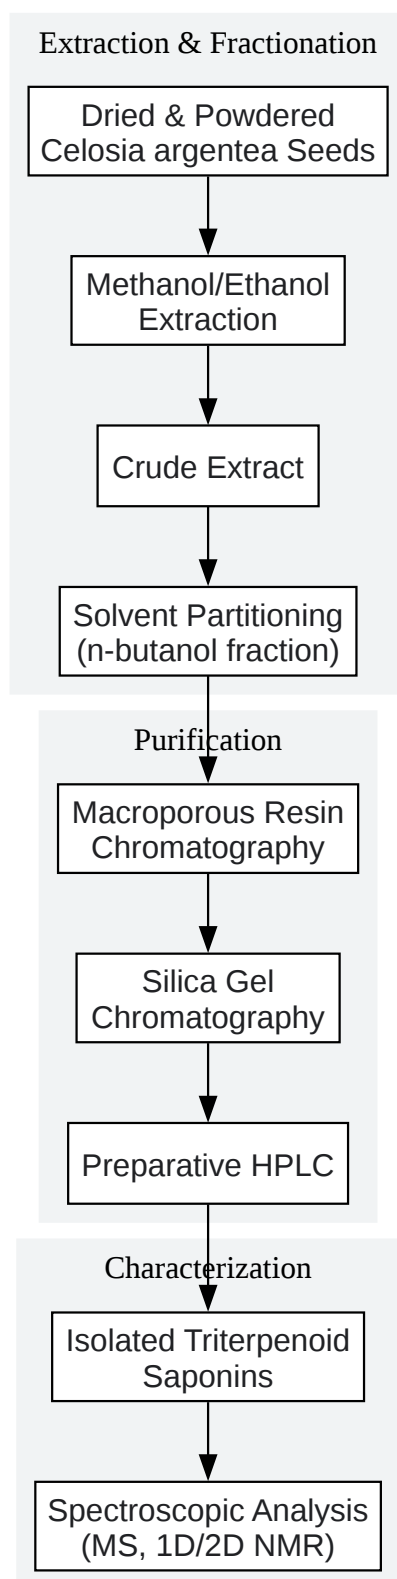 Extraction & Fractionation
Dried & Powdered
Celosia argentea Seeds
Methanol/Ethanol
Extraction
Crude Extract
Solvent Partitioning
(n-butanol fraction)
Purification
Macroporous Resin
Chromatography
Silica Gel
Chromatography
Preparative HPLC
Characterization
Isolated Triterpenoid
Saponins
Spectroscopic Analysis
(MS, 1D/2D NMR)